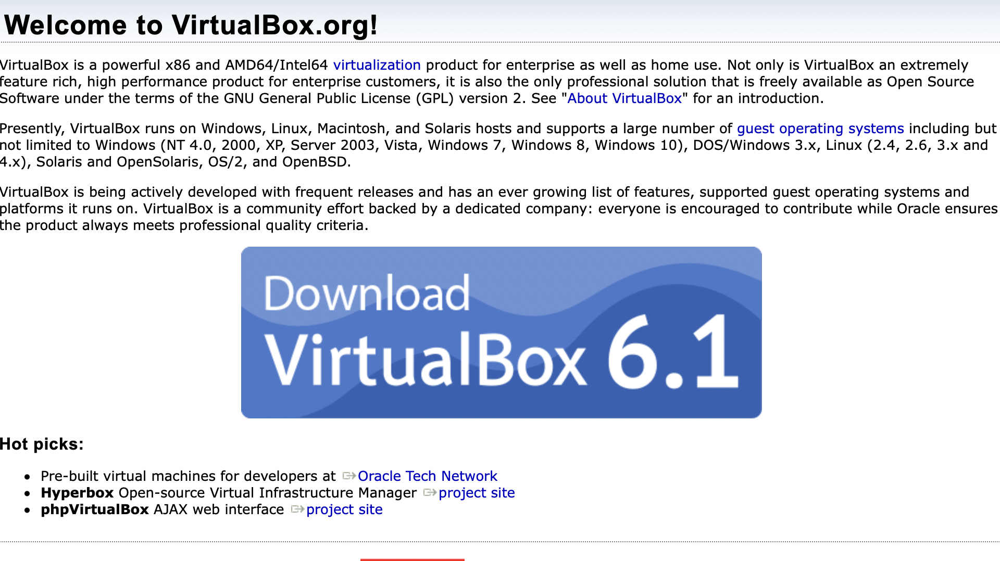 Welcome to VirtualBox.org!
VirtualBox is a powerful x86 and AMD64/Intel64 virtualization product for enterprise as well as home use. Not only is VirtualBox an extremely
feature rich, high performance product for enterprise customers, it is also the only professional solution that is freely available as Open Source
Software under the terms of the GNU General Public License (GPL) version 2. See "About VirtualBox" for an introduction.
Presently, VirtualBox runs on Windows, Linux, Macintosh, and Solaris hosts and supports a large number of guest operating systems including but
not limited to Windows (NT 4.0, 2000, XP, Server 2003, Vista, Windows 7, Windows 8, Windows 10), DOS/Windows 3.x, Linux (2.4, 2.6, 3.x and
4.x), Solaris and OpenSolaris, OS/2, and OpenBSD.
VirtualBox is being actively developed with frequent releases and has an ever growing list of features, supported guest operating systems and
platforms it runs on. VirtualBox is a community effort backed by a dedicated company: everyone is encouraged to contribute while Oracle ensures
the product always meets professional quality criteria.
Download
VirtualBox 6.1
Hot picks:
• Pre-built virtual machines for developers at Oracle Tech Network
• Hyperbox Open-source Virtual Infrastructure Manager project site
• phpVirtualBox AJAX web interface project site